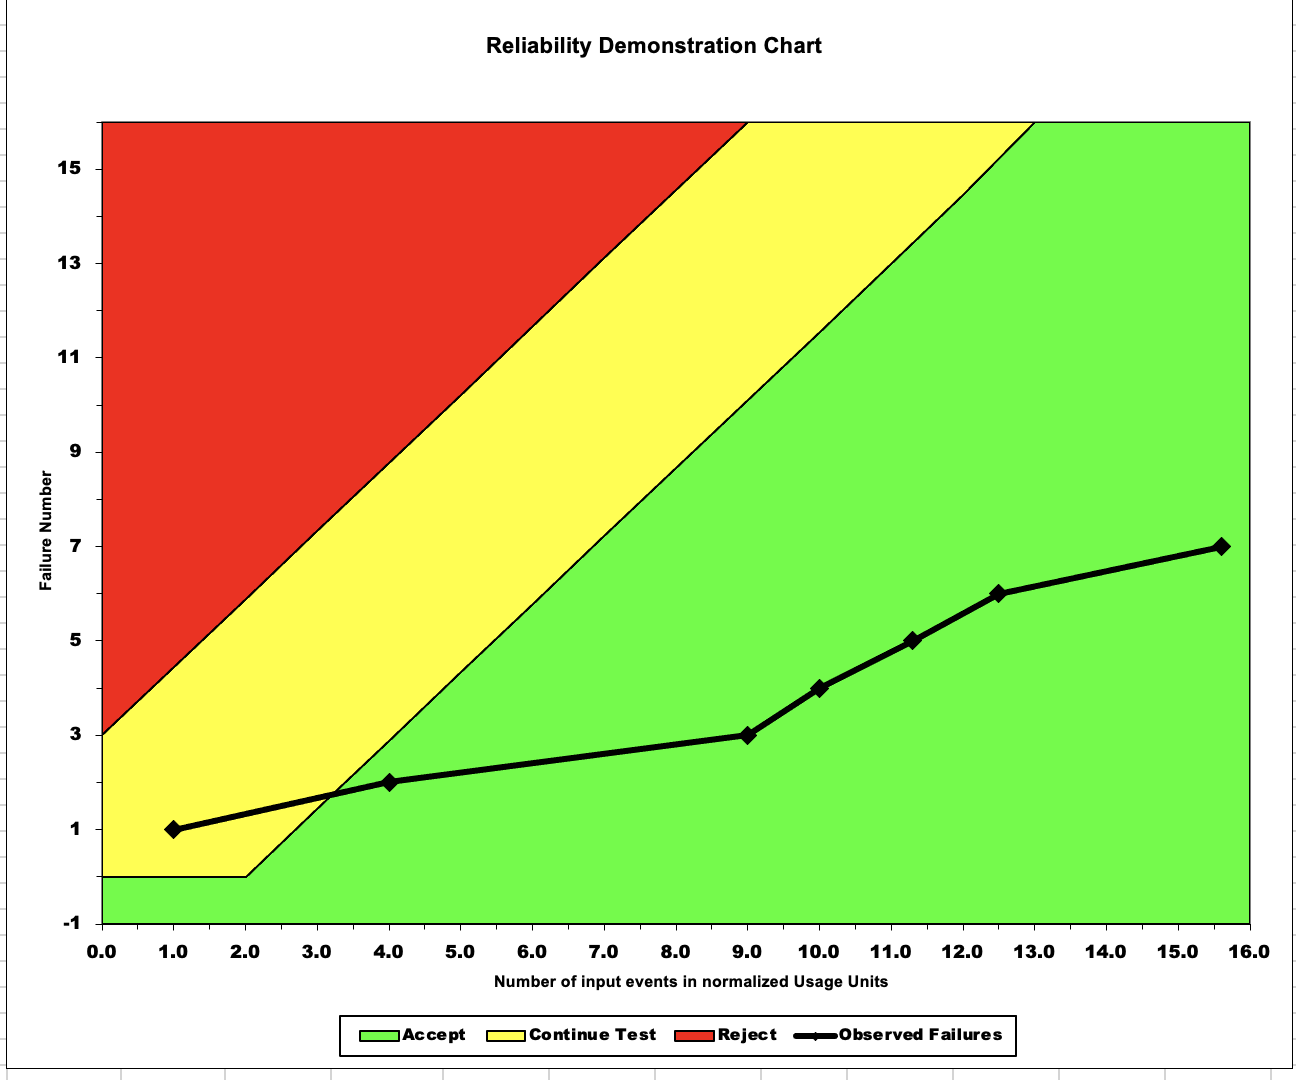 Reliability Demonstration Chart
15
13
11
9
7
5
3
1
-1
Failure Number
0.0 1.0 2.0 3.0 4.0 5.0 6.0 7.0 8.0 9.0 10.0 11.0 12.0 13.0 14.0 15.0 16.0
Number of input events in normalized Usage Units
Accept Continue Test Reject Observed Failures